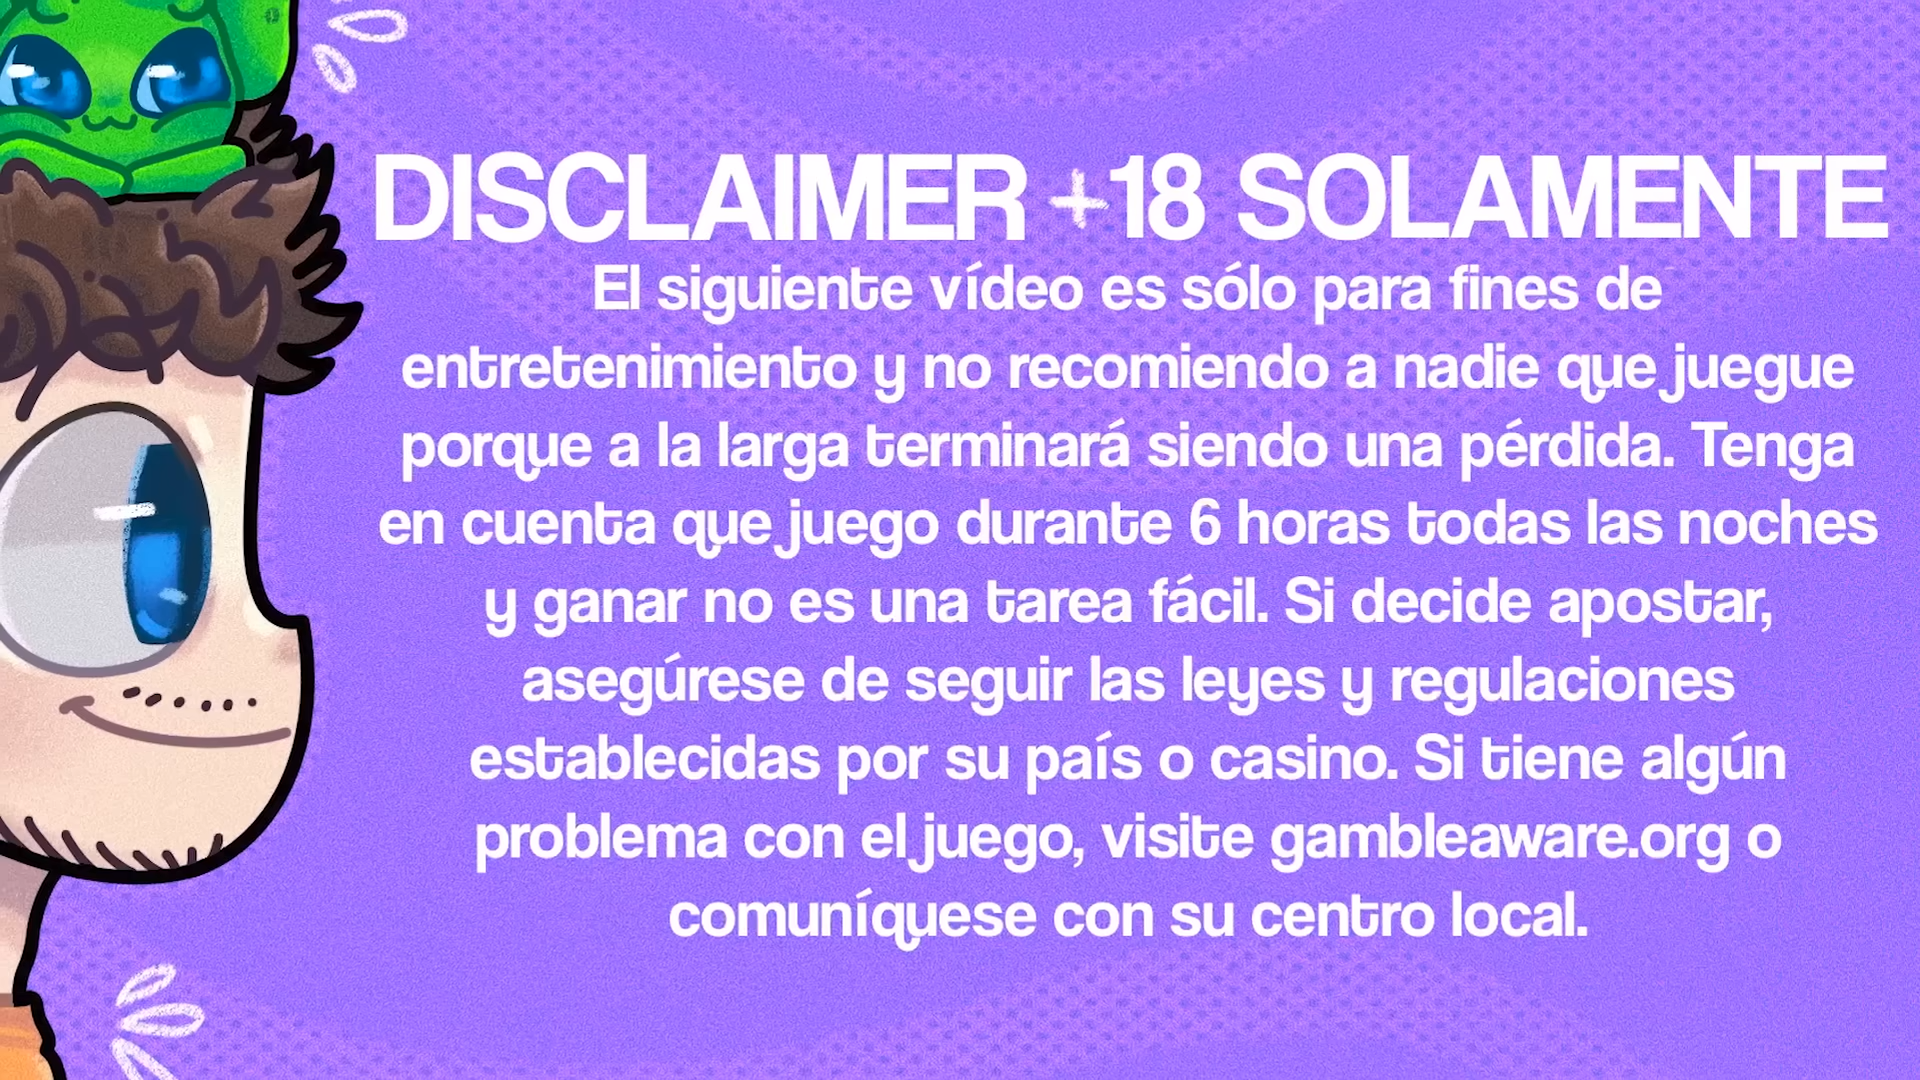 DISCLAIMER +18 SOLAMENTE
El siguiente vídeo es sólo para fines de
entretenimiento y no recomiendo a nadie que juegue
porque a la larga terminará siendo una pérdida. Tenga
en cuenta que juego durante 6 horas todas las noches
y ganar no es una tarea fácil. Si decide apostar,
asegúrese de seguir las leyes y regulaciones
establecidas por su país o casino. Si tiene algún
problema con el juego, visite gambleaware.org o
comuníquese con su centro local.